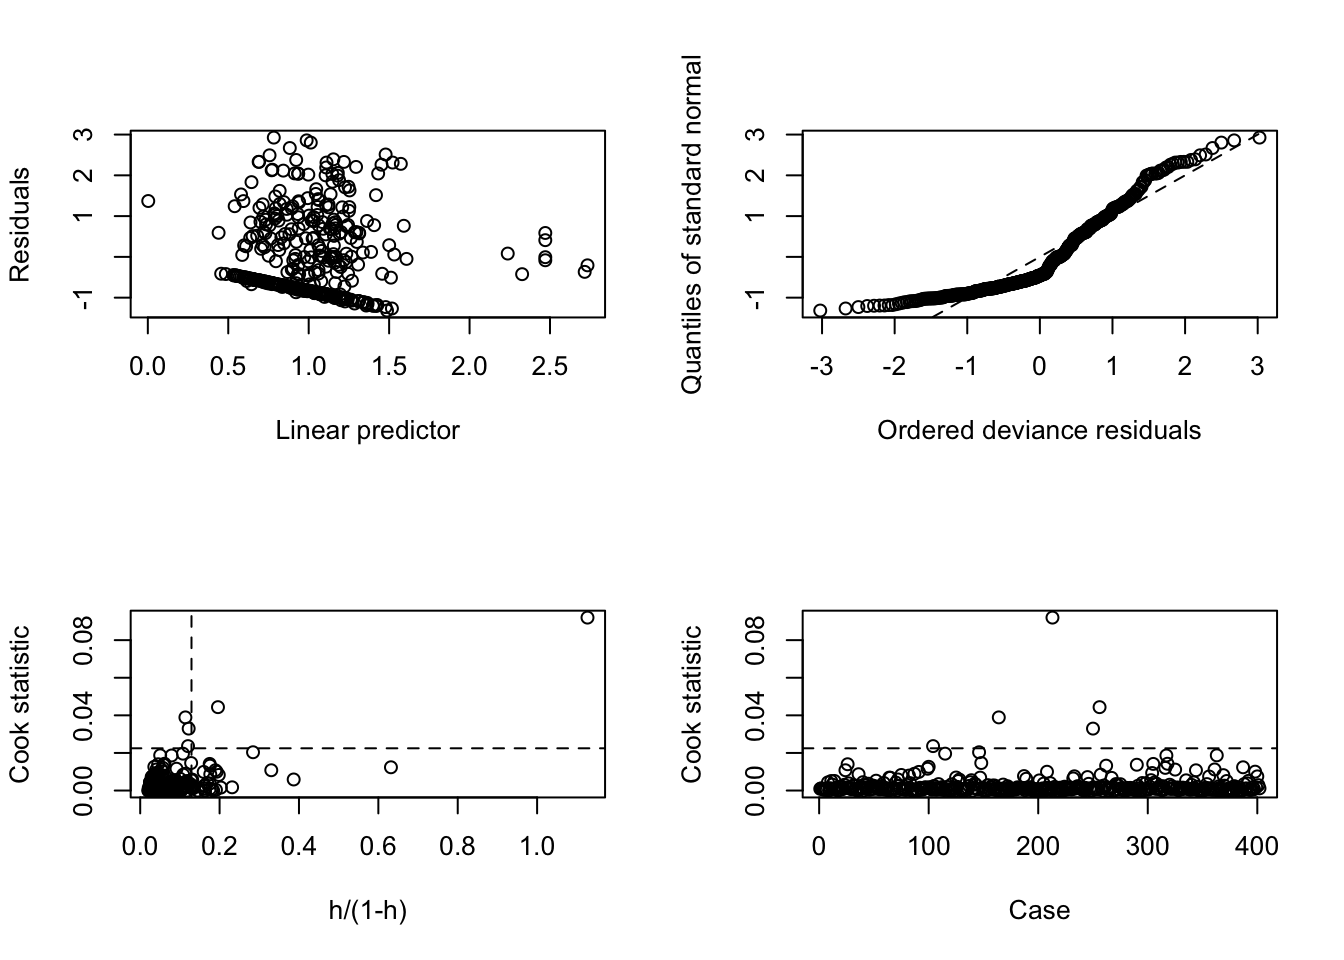 Residuals
3
2
1
-1
0.0 0.5 1.0 1.5 2.0 2.5
Linear predictor
Quantiles of standard normal
3
2
1
-1
-3 -2 -1 0 1 2 3
Ordered deviance residuals
Cook statistic
0.08
0.04
0.00
0.0 0.2 0.4 0.6 0.8 1.0
h/(1-h)
Cook statistic
0.08
0.04
0.00
0 100 200 300 400
Case